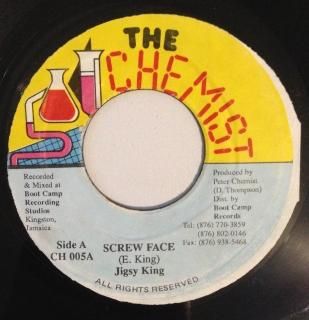 THE
CHEMIST
Recorded
& Mixed at
Boot Camp
Recording
Studios
Kingston,
Jamaica
Produced by
Peter Chemist
(D. Thompson)
Dist. by
Boot Camp
Records
Tel: (876) 770-3859
(876) 802-0146
Fax: (876) 938-5464
Side A
CH 005A
SCREW FACE
(E. King)
Jigsy King
ALL RIGHTS RESERVED